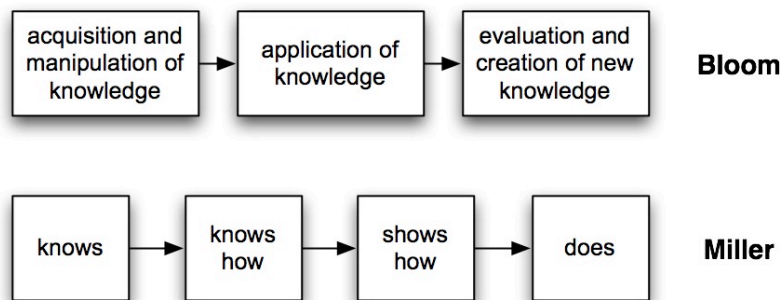 acquisition and
manipulation of
knowledge
application of
knowledge
evaluation and
creation of new
knowledge
Bloom
knows
knows
how
shows
how
does
Miller